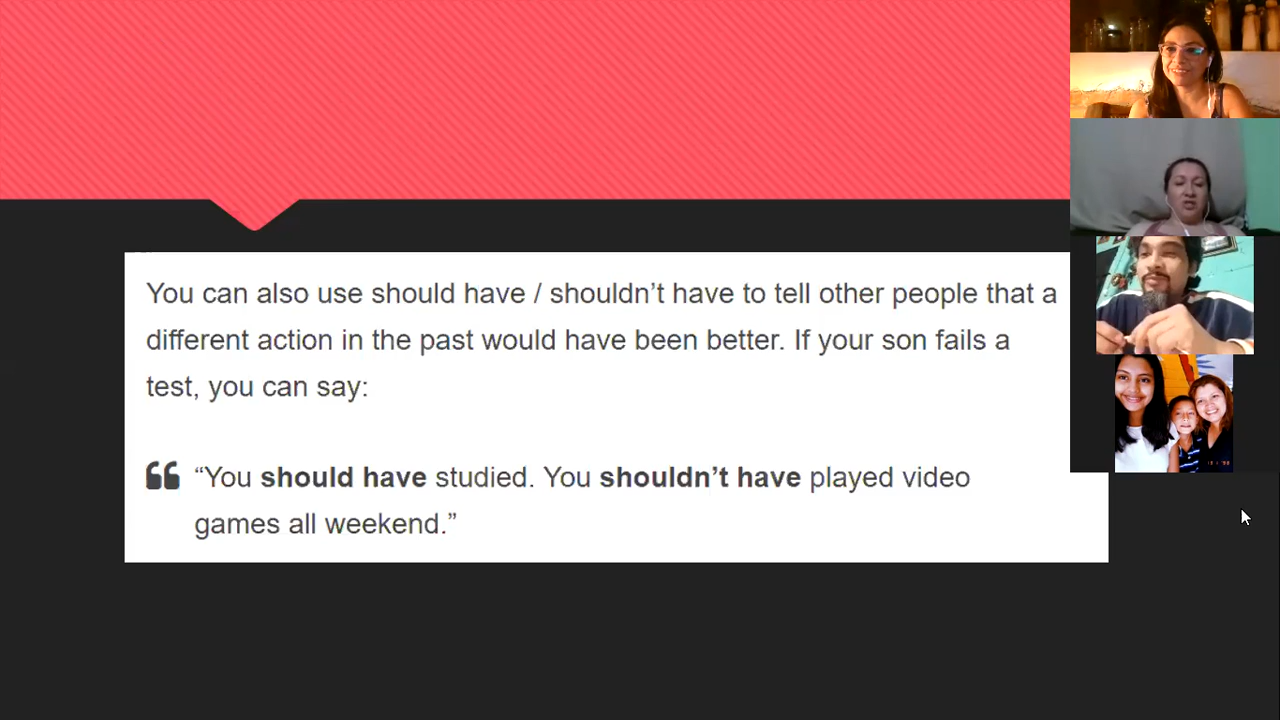 You can also use should have / shouldn’t have to tell other people that a
different action in the past would have been better. If your son fails a
test, you can say:
“You should have studied. You shouldn’t have played video
games all weekend.”